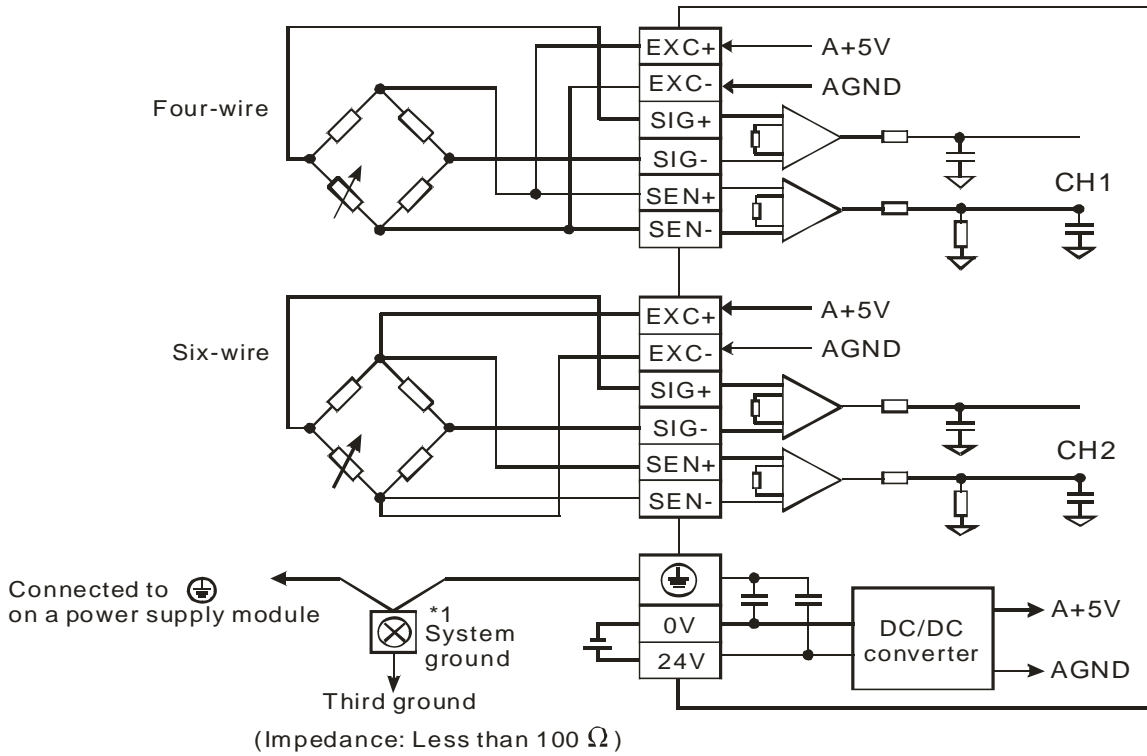 Four-wire
EXC+
EXC-
SIG+
SIG-
SEN+
SEN-
A+5V
AGND
CH1
Six-wire
EXC+
EXC-
SIG+
SIG-
SEN+
SEN-
A+5V
AGND
CH2
Connected to
on a power supply module
*1
System
ground
Third ground
(Impedance: Less than 100 Ω)
0V
24V
DC/DC
converter
A+5V
AGND